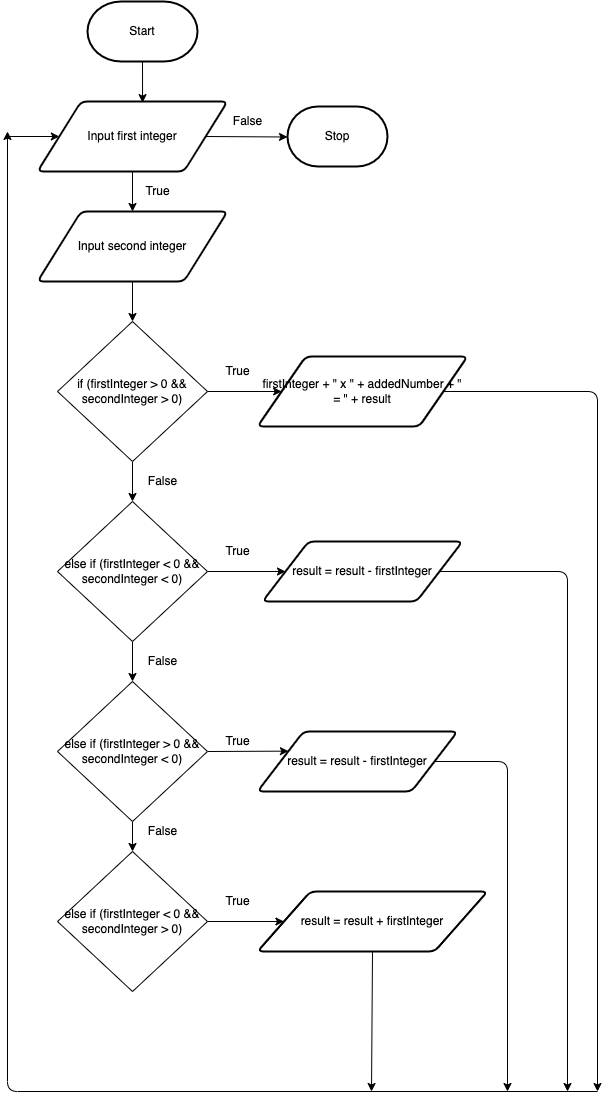 Start
Input first integer
False
Stop
True
Input second integer
if (firstInteger > 0 &&
secondInteger > 0)
True
firstInteger + " x " + addedNumber + "
= " + result
False
else if (firstInteger < 0 &&
secondInteger < 0)
True
result = result - firstInteger
False
else if (firstInteger > 0 &&
secondInteger < 0)
True
result = result - firstInteger
False
else if (firstInteger < 0 &&
secondInteger > 0)
True
result = result + firstInteger